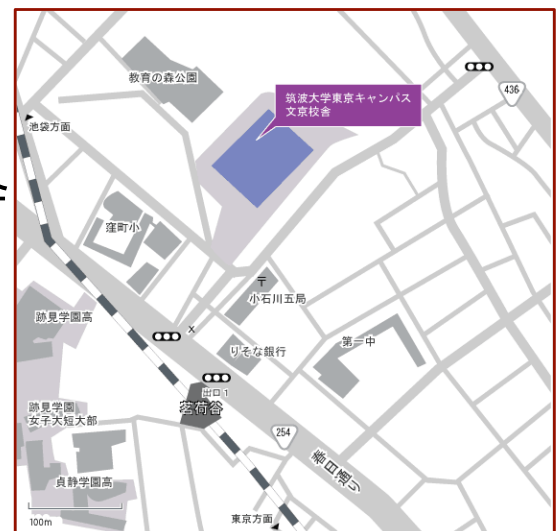 教育の森公園
筑波大学東京キャンパス
文京校舎
436
池袋方面
窪町小
〒
小石川五局
跡見学園高
X
りそな銀行
第一中
出口1
茗荷谷
跡見学園
女子大短大部
254
春日通り
貞静学園高
100m
東京方面